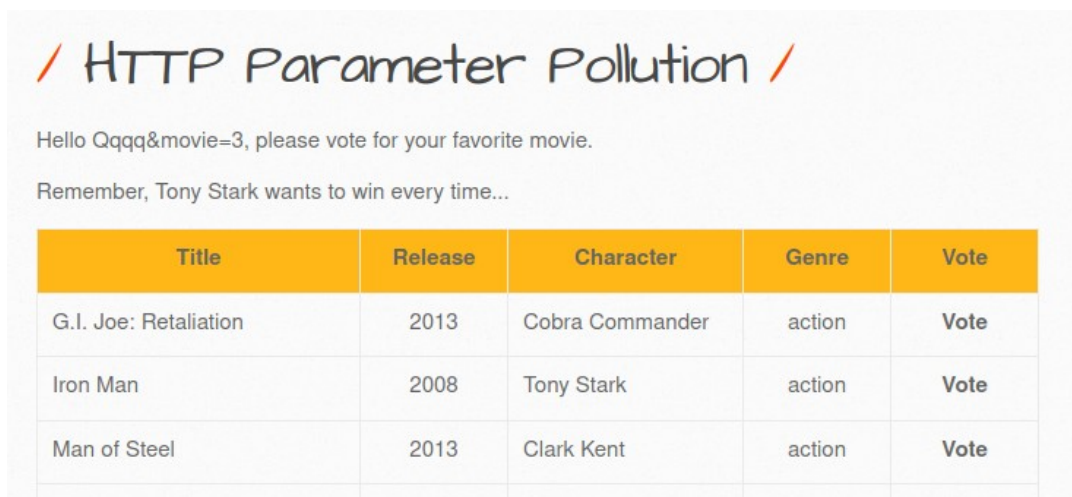 / HTTP Parameter Pollution /
Hello Qqqq&movie=3, please vote for your favorite movie.
Remember, Tony Stark wants to win every time...
Title Release Character Genre Vote
G.I. Joe: Retaliation 2013 Cobra Commander action Vote
Iron Man 2008 Tony Stark action Vote
Man of Steel 2013 Clark Kent action Vote